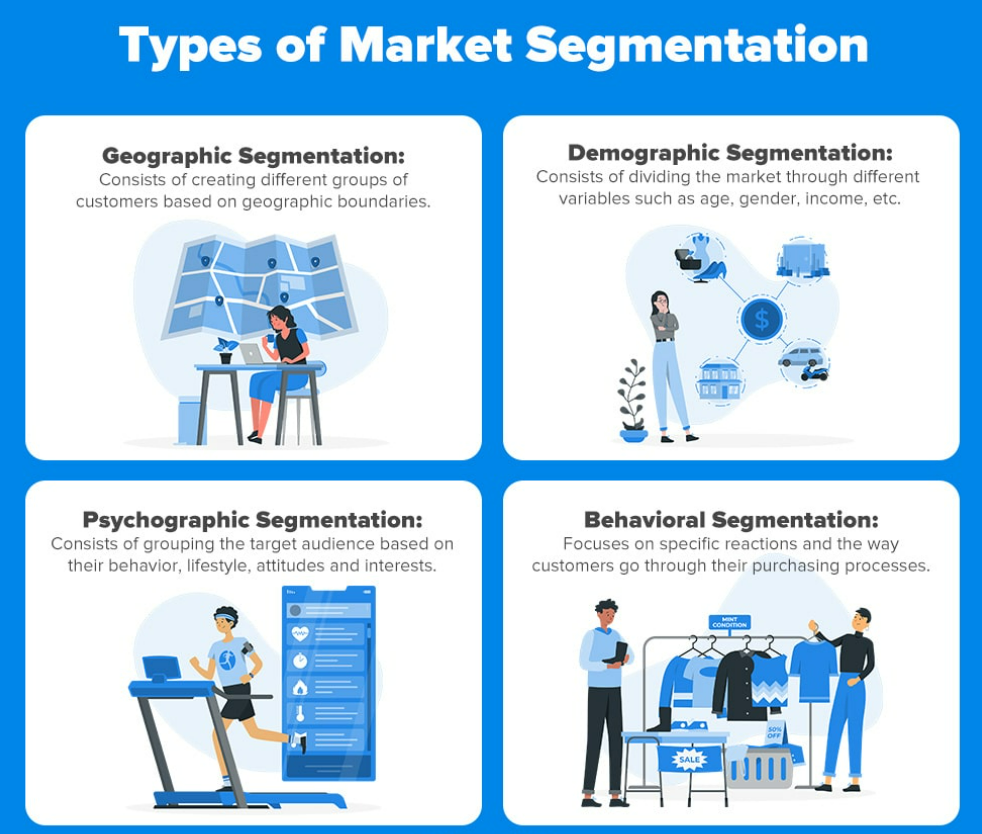 Types of Market Segmentation
Geographic Segmentation:
Consists of creating different groups of
customers based on geographic boundaries.
Demographic Segmentation:
Consists of dividing the market through different
variables such as age, gender, income, etc.
$
Psychographic Segmentation:
Consists of grouping the target audience based on
their behavior, lifestyle, attitudes and interests.
Behavioral Segmentation:
Focuses on specific reactions and the way
customers go through their purchasing processes.
MINT
CONDITION
50%
OFF
SALE